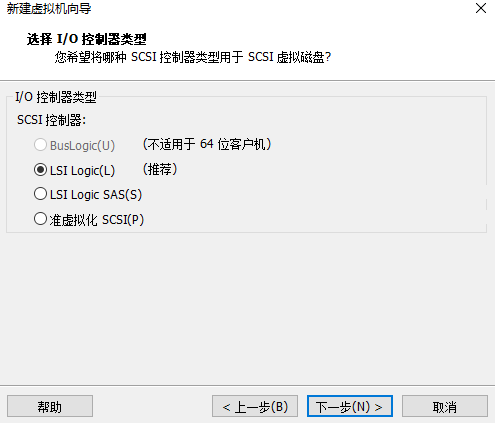 新建虚拟机向导
选择 I/O 控制器类型
您希望将哪种 SCSI 控制器类型用于 SCSI 虚拟磁盘?
I/O 控制器类型
SCSI 控制器:
BusLogic(U) (不适用于 64 位客户机)
LSI Logic(L) (推荐)
LSI Logic SAS(S)
准虚拟化 SCSI(P)
帮助 < 上一步(B) 下一步(N) > 取消